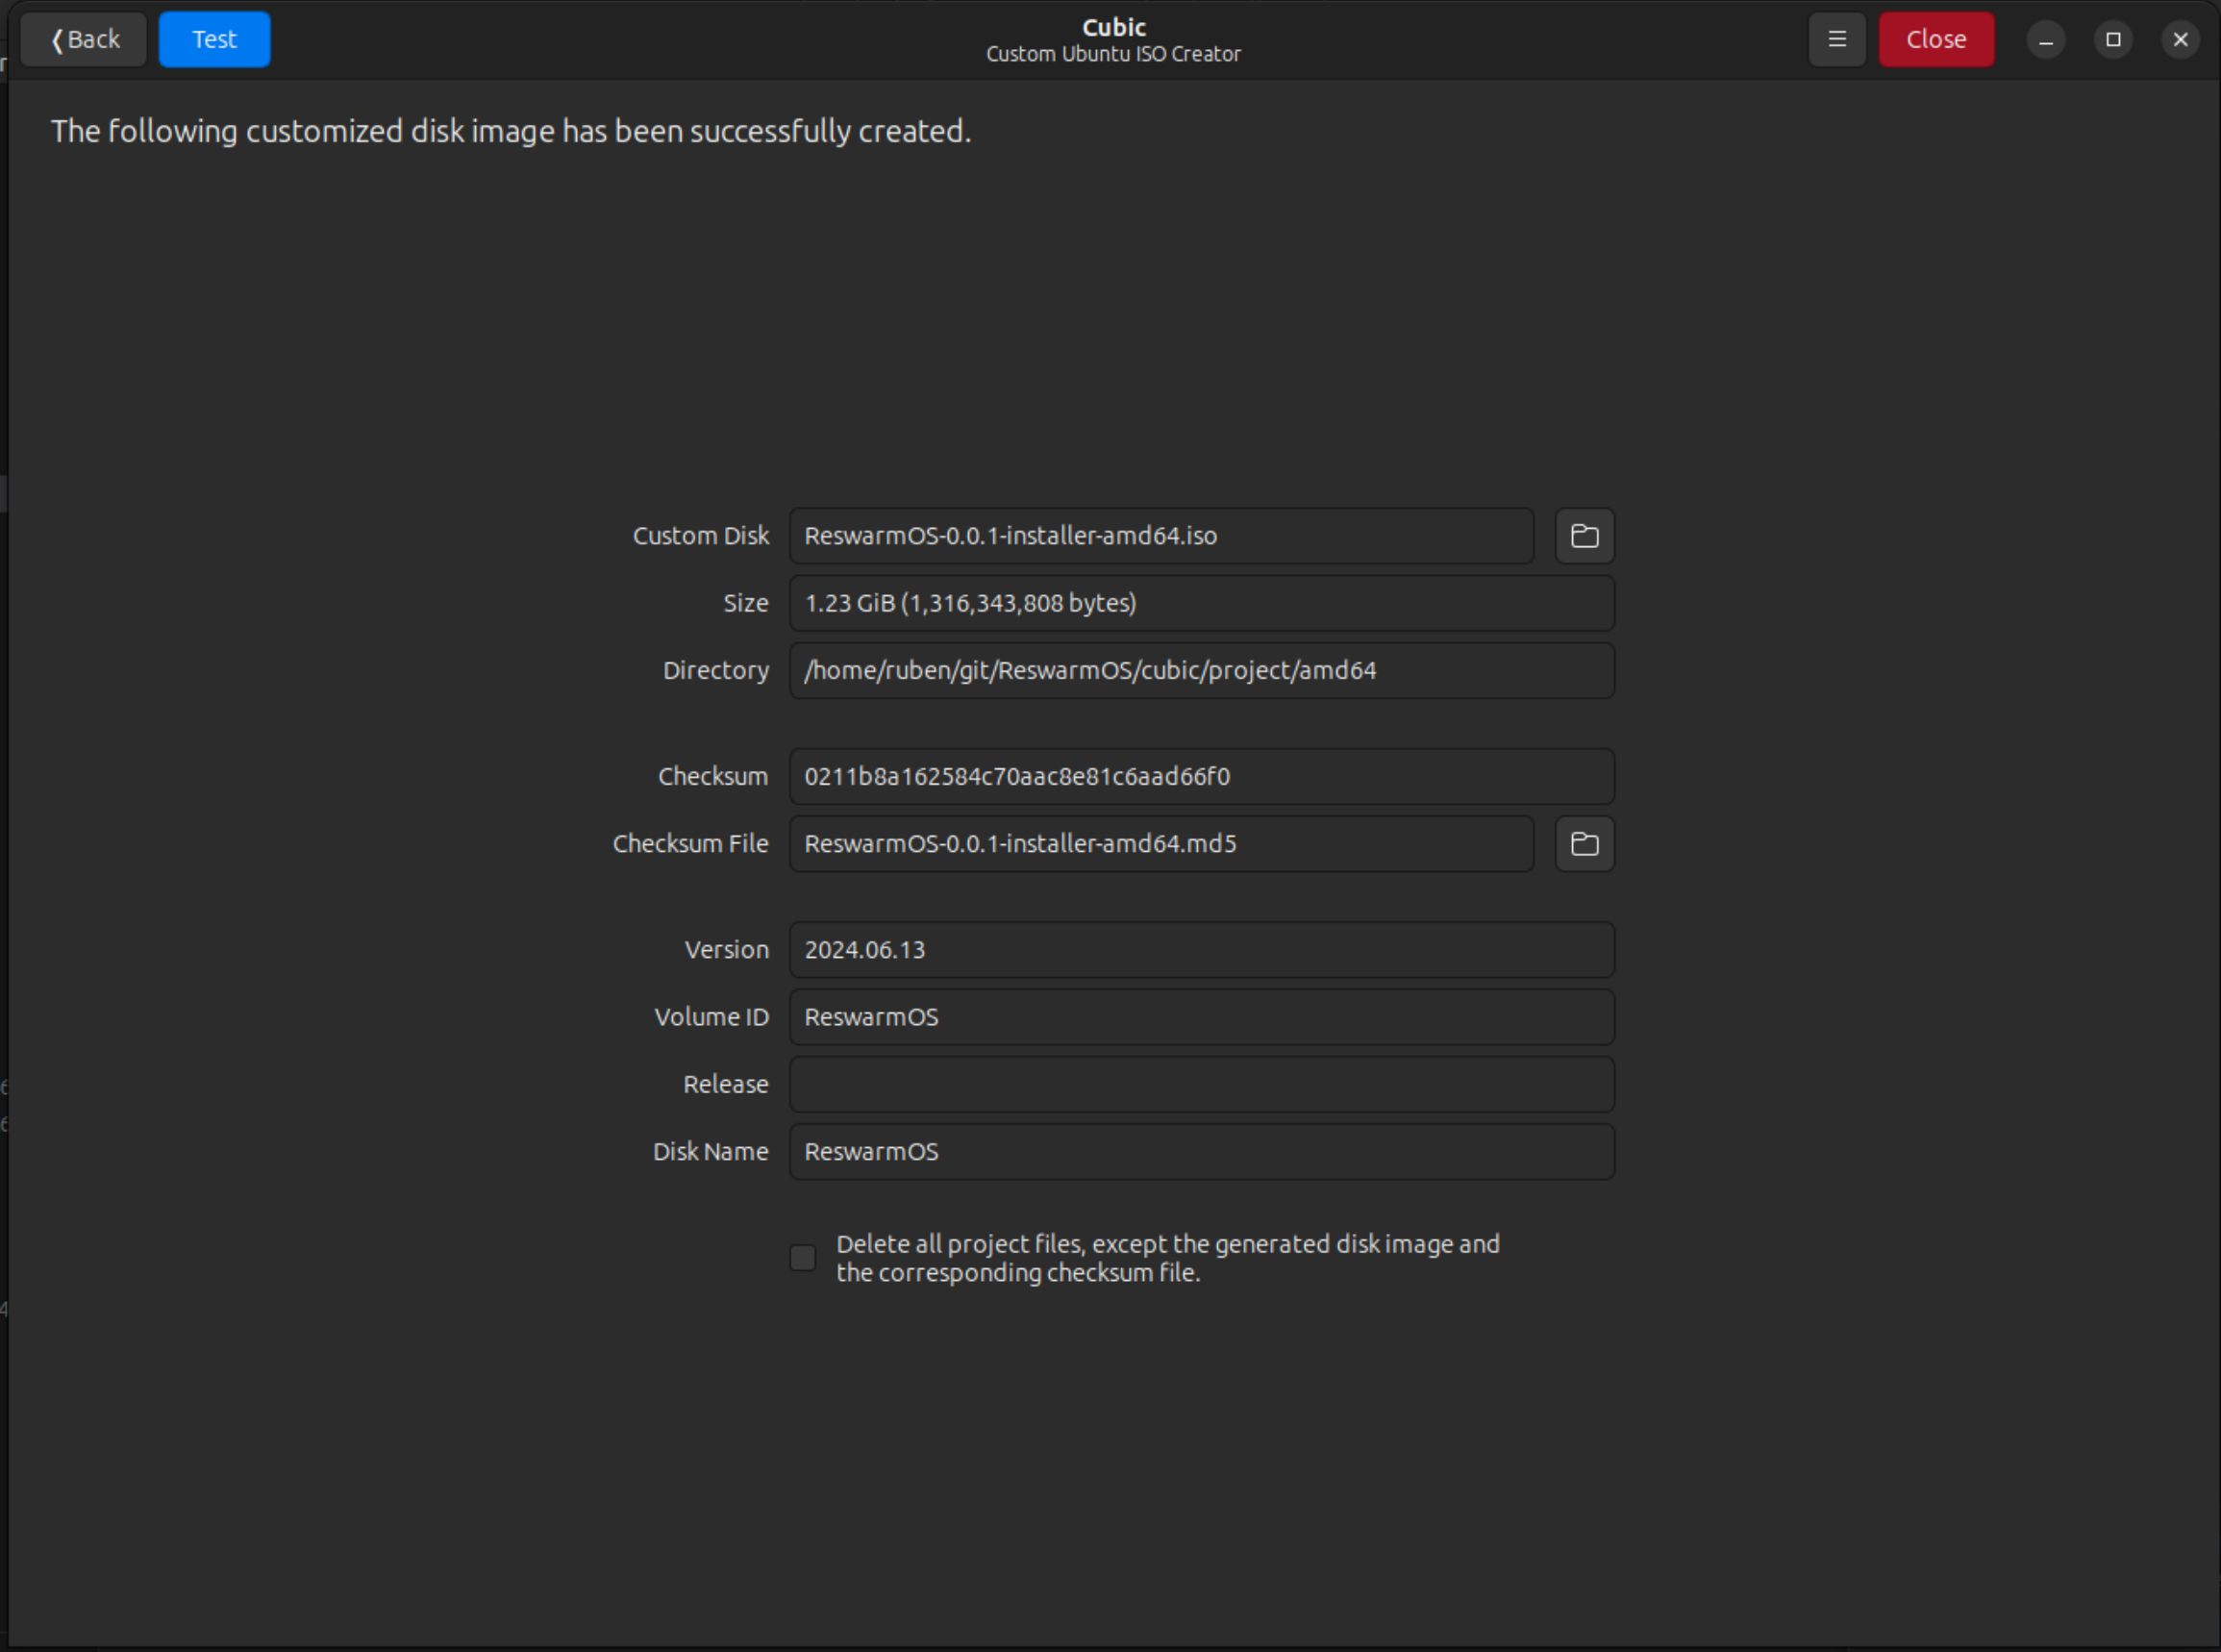 ❬Back
Test
Cubic
Custom Ubuntu ISO Creator
Close
The following customized disk image has been successfully created.
Custom Disk ReswarmOS-0.0.1-installer-amd64.iso
Size 1.23 GiB (1,316,343,808 bytes)
Directory /home/ruben/git/ReswarmOS/cubic/project/amd64
Checksum 0211b8a162584c70aac8e81c6aad66f0
Checksum File ReswarmOS-0.0.1-installer-amd64.md5
Version 2024.06.13
Volume ID ReswarmOS
Release
Disk Name ReswarmOS
Delete all project files, except the generated disk image and
the corresponding checksum file.